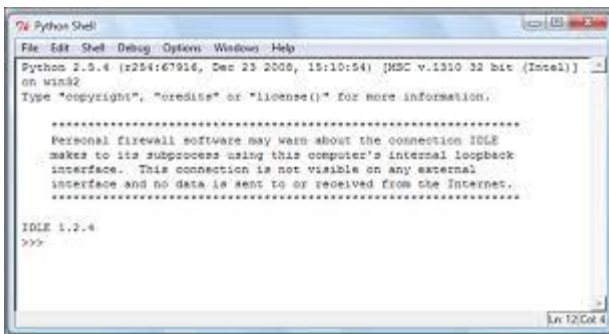 Python Shell
File Edit Shell Debug Options Windows Help
Python 2.5.4 (r254:67916, Dec 23 2008, 15:10:54) [MSC v.1310 32 bit (Intel)]
on win32
Type "copyright", "credits" or "license()" for more information.
****************************************************************
Personal firewall software may warn about the connection IDLE
makes to its subprocess using this computer's internal loopback
interface. This connection is not visible on any external
interface and no data is sent to or received from the Internet.
****************************************************************
IDLE 1.2.4
>>>
Ln: 12 Col: 4